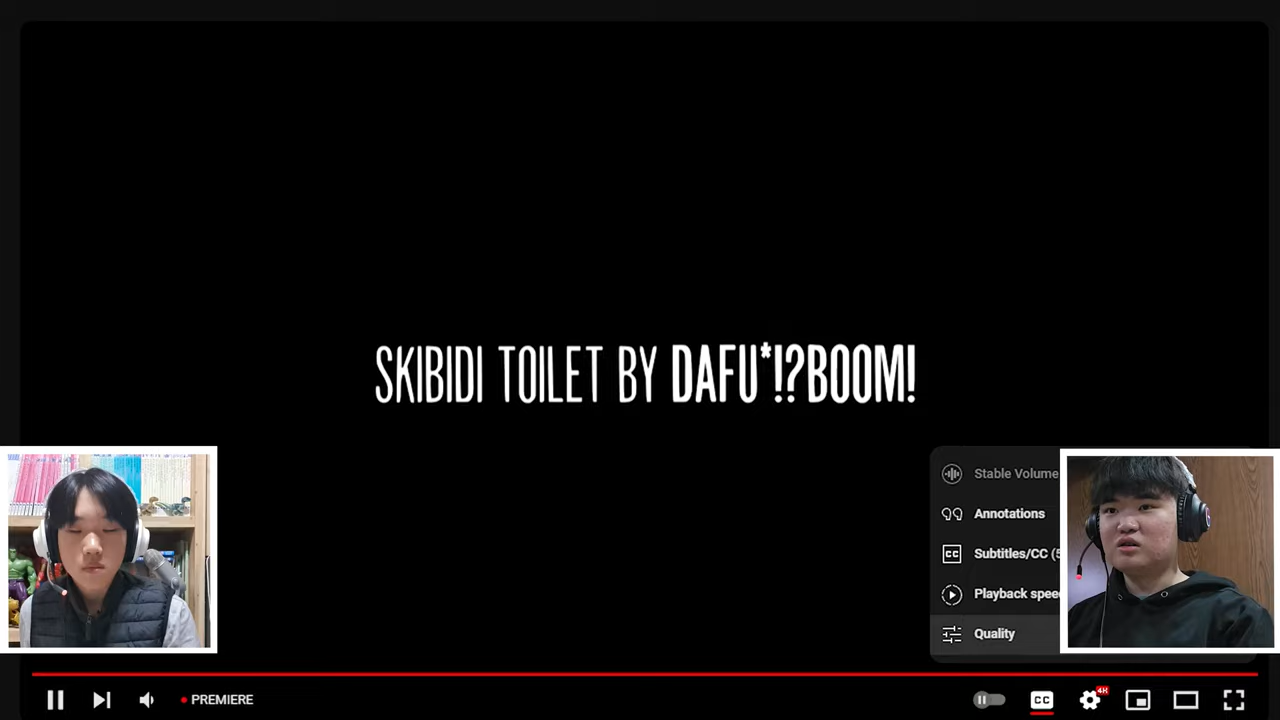 SKIBIDI TOILET BY DAFU*!?BOOM!
Stable Volume
Annotations
Subtitles/CC (5
Playback spee
Quality
PREMIERE
CC
4K